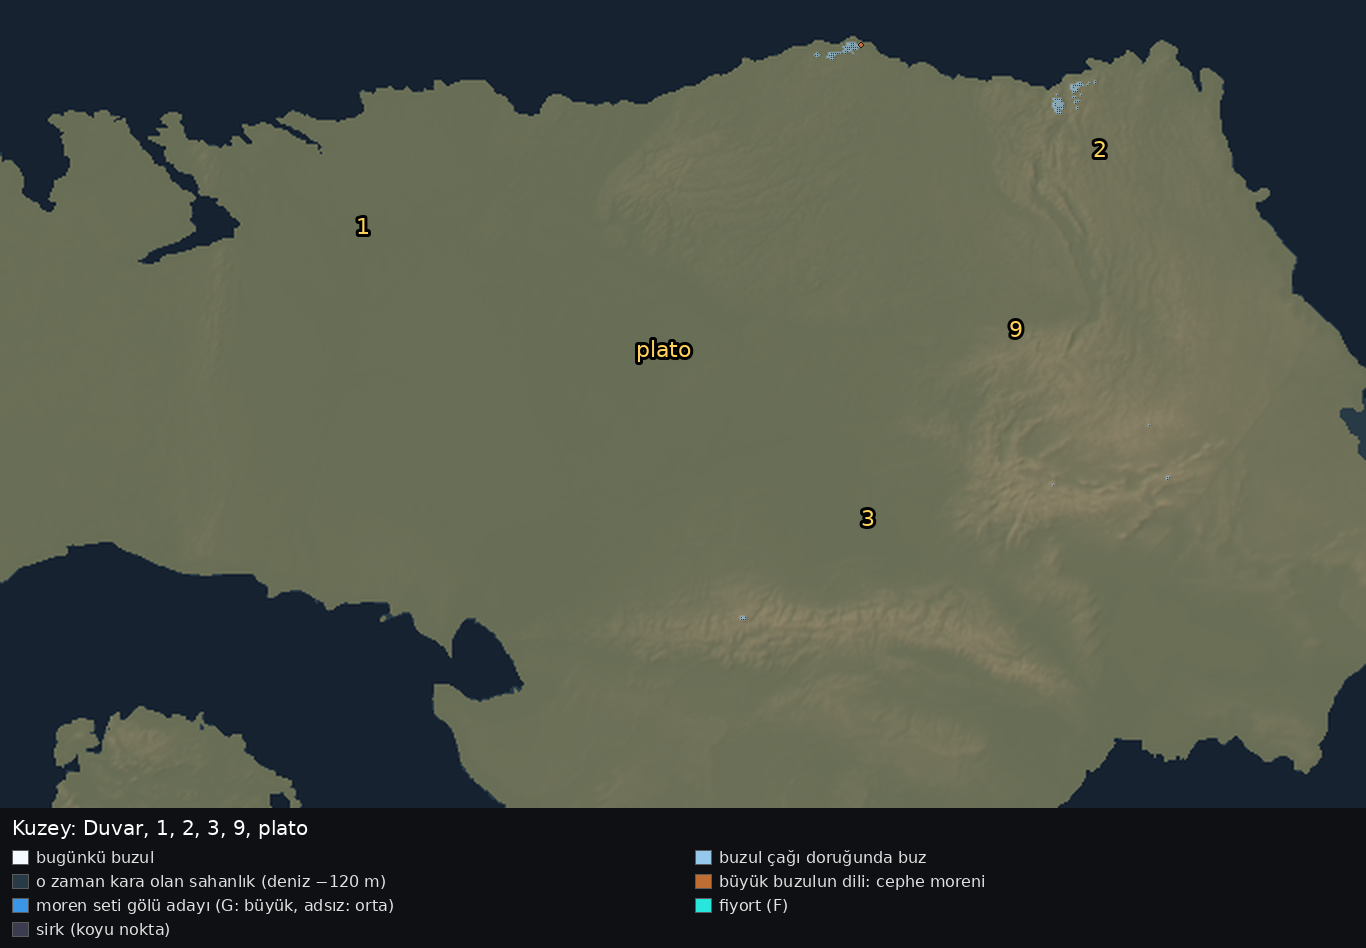 2
1
9
plato
3
Kuzey: Duvar, 1, 2, 3, 9, plato
bugünkü buzul
buzul çağı doruğunda buz
o zaman kara olan sahanlık (deniz −120 m)
büyük buzulun dili: cephe moreni
moren seti gölü adayı (G: büyük, adsız: orta)
fiyort (F)
sirk (koyu nokta)